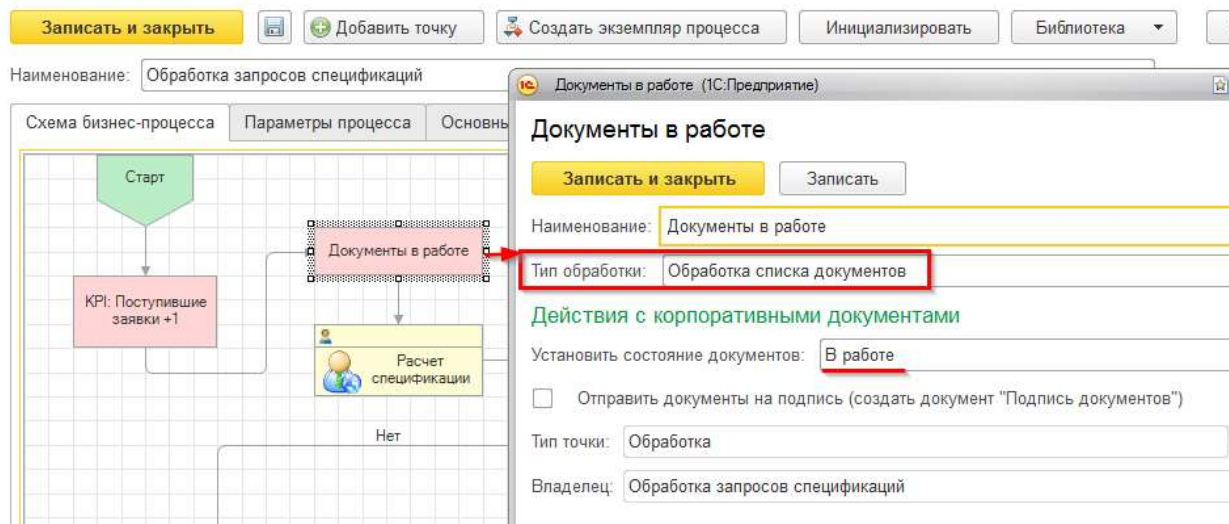 Записать и закрыть
Добавить точку
Создать экземпляр процесса
Инициализировать
Библиотека
Наименование: Обработка запросов спецификаций
Схема бизнес-процесса
Параметры процесса
Старт
Документы в работе
KPI: Поступившие
заявки +1
Расчет
спецификации
Нет
Документы в работе (1С:Предприятие)
Документы в работе
Записать и закрыть
Записать
Наименование: Документы в работе
Тип обработки: Обработка списка документов
Действия с корпоративными документами
Установить состояние документов: В работе
Отправить документы на подпись (создать документ "Подпись документов")
Тип точки: Обработка
Владелец: Обработка запросов спецификаций